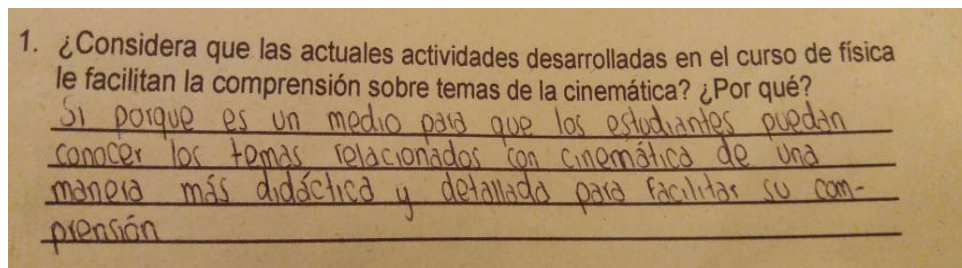 1. ¿Considera que las actuales actividades desarrolladas en el curso de física
le facilitan la comprensión sobre temas de la cinemática? ¿Por qué?
Si porque es un medio para que los estudiantes puedan
conocer los temas relacionados con cinemática de una
manera más didáctica y detallada para facilitar su com-
prensión